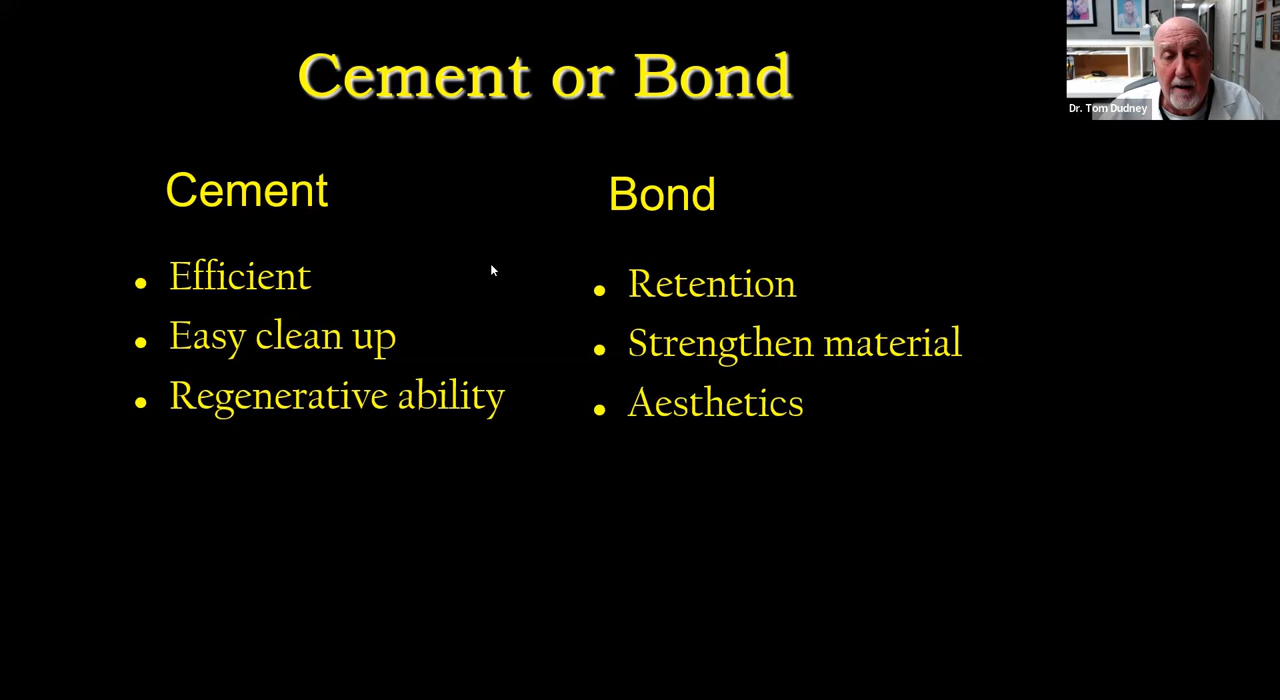 Cement or Bond
Dr. Tom Dudney
Cement
Efficient
Easy clean up
Regenerative ability
Bond
Retention
Strengthen material
Aesthetics